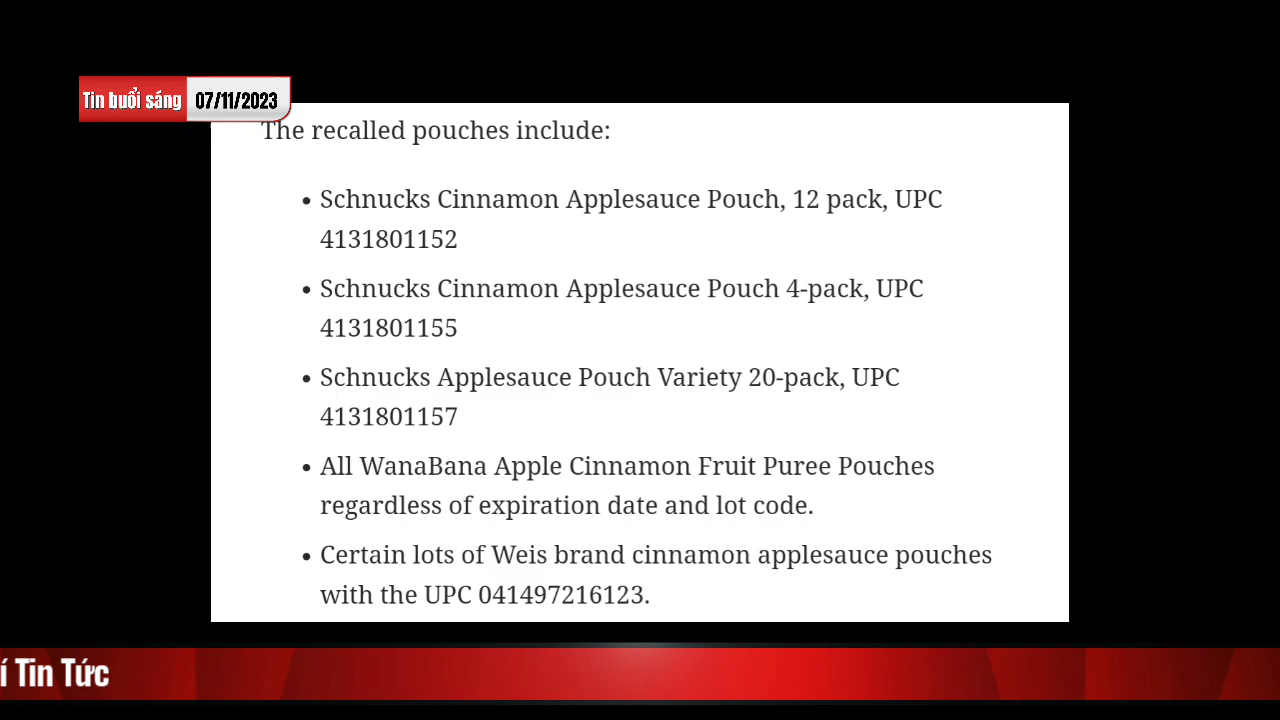 Tin buổi sáng 07/11/2023
The recalled pouches include:
• Schnucks Cinnamon Applesauce Pouch, 12 pack, UPC
4131801152
• Schnucks Cinnamon Applesauce Pouch 4-pack, UPC
4131801155
• Schnucks Applesauce Pouch Variety 20-pack, UPC
4131801157
• All WanaBana Apple Cinnamon Fruit Puree Pouches
regardless of expiration date and lot code.
• Certain lots of Weis brand cinnamon applesauce pouches
with the UPC 041497216123.
í Tin Tức